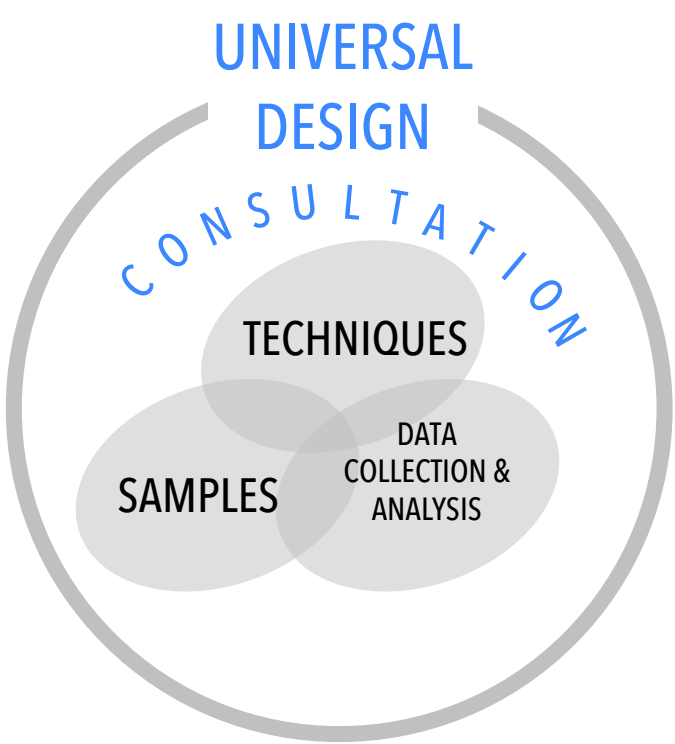 UNIVERSAL
DESIGN
CONSULTATION
TECHNIQUES
DATA
COLLECTION &
ANALYSIS
SAMPLES